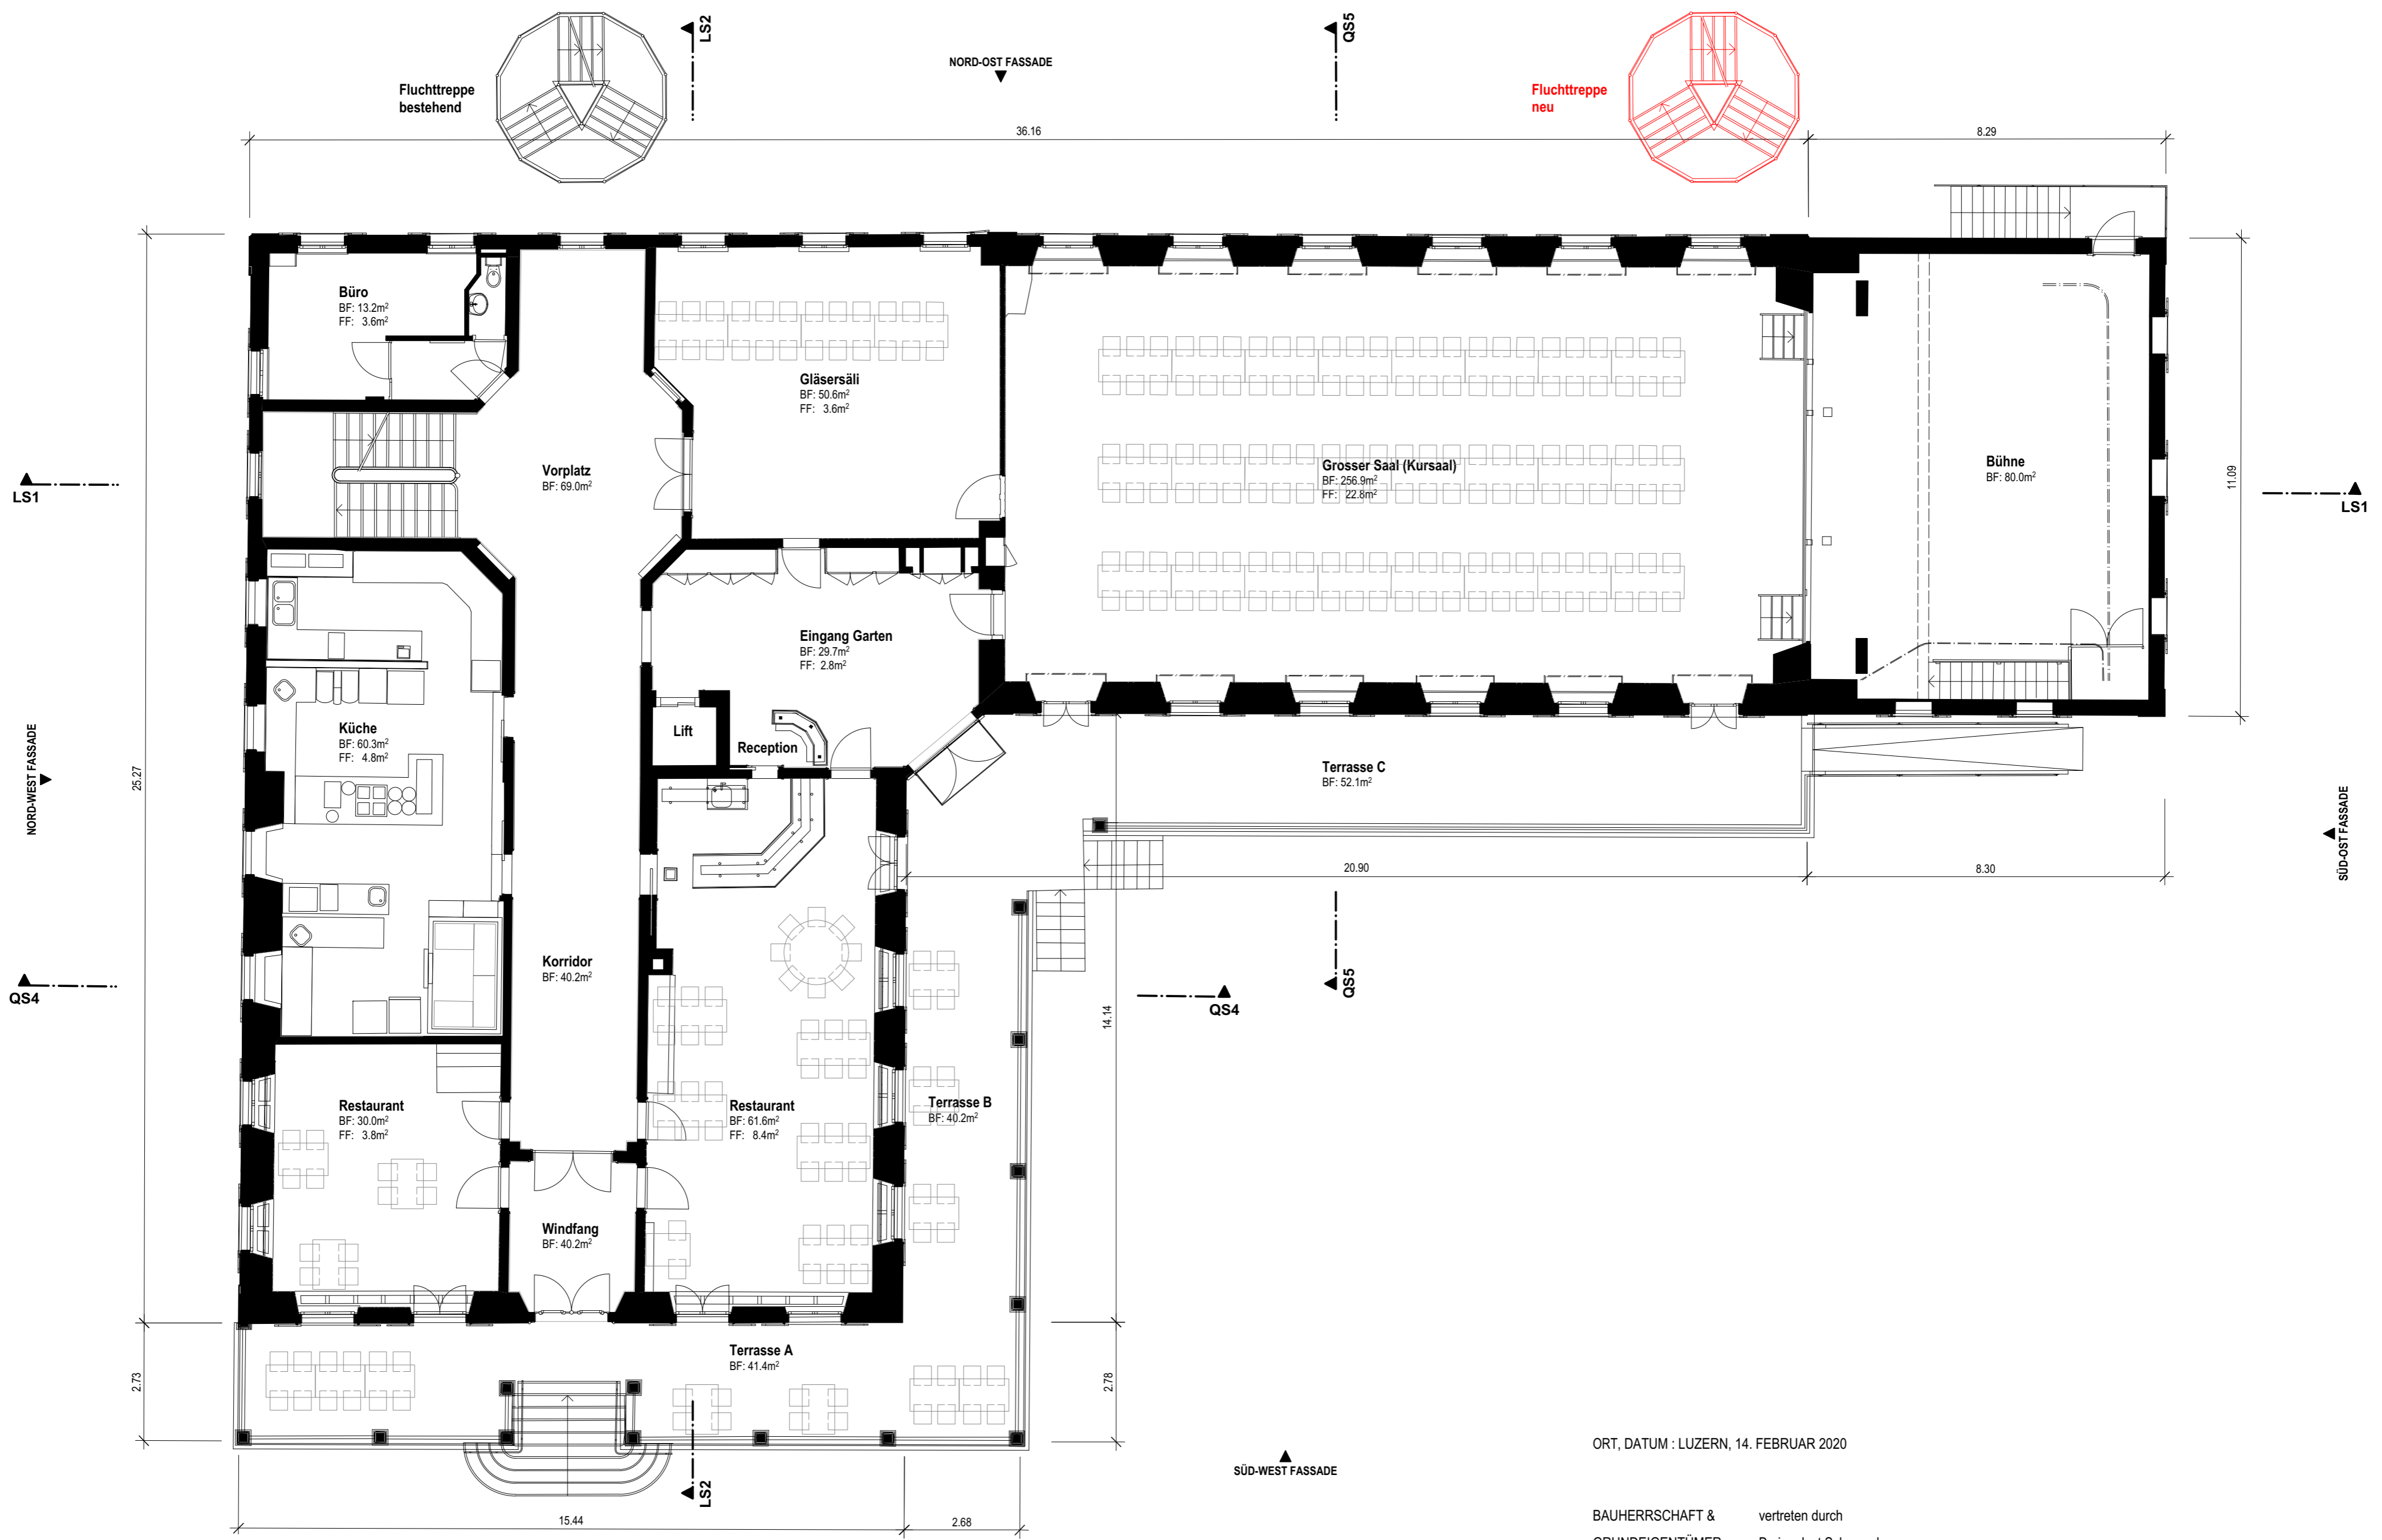 LS2
QS5
NORD-OST FASSADE
Fluchttreppe
bestehend
Fluchttreppe
neu
36.16
8.29
Büro
BF: 13.2m²
FF: 3.6m²
Gläsersäli
BF: 50.6m²
FF: 3.6m²
Vorplatz
BF: 69.0m²
Grosser Saal (Kursaal)
BF: 256.9m²
FF: 22.8m²
Bühne
BF: 80.0m²
11.09
LS1
LS1
Eingang Garten
BF: 29.7m²
FF: 2.8m²
Küche
BF: 60.3m²
FF: 4.8m²
Lift
Reception
NORD-WEST FASSADE
25.27
Terrasse C
BF: 52.1m²
SÜD-OST FASSADE
20.90
8.30
Korridor
BF: 40.2m²
QS4
QS4
QS5
14.14
Restaurant
BF: 30.0m²
FF: 3.8m²
Restaurant
BF: 61.6m²
FF: 8.4m²
Terrasse B
BF: 40.2m²
Windfang
BF: 40.2m²
Terrasse A
BF: 41.4m²
2.73
2.78
LS2
SÜD-WEST FASSADE
15.44
2.68
ORT, DATUM : LUZERN, 14. FEBRUAR 2020
BAUHERRSCHAFT & vertreten durch